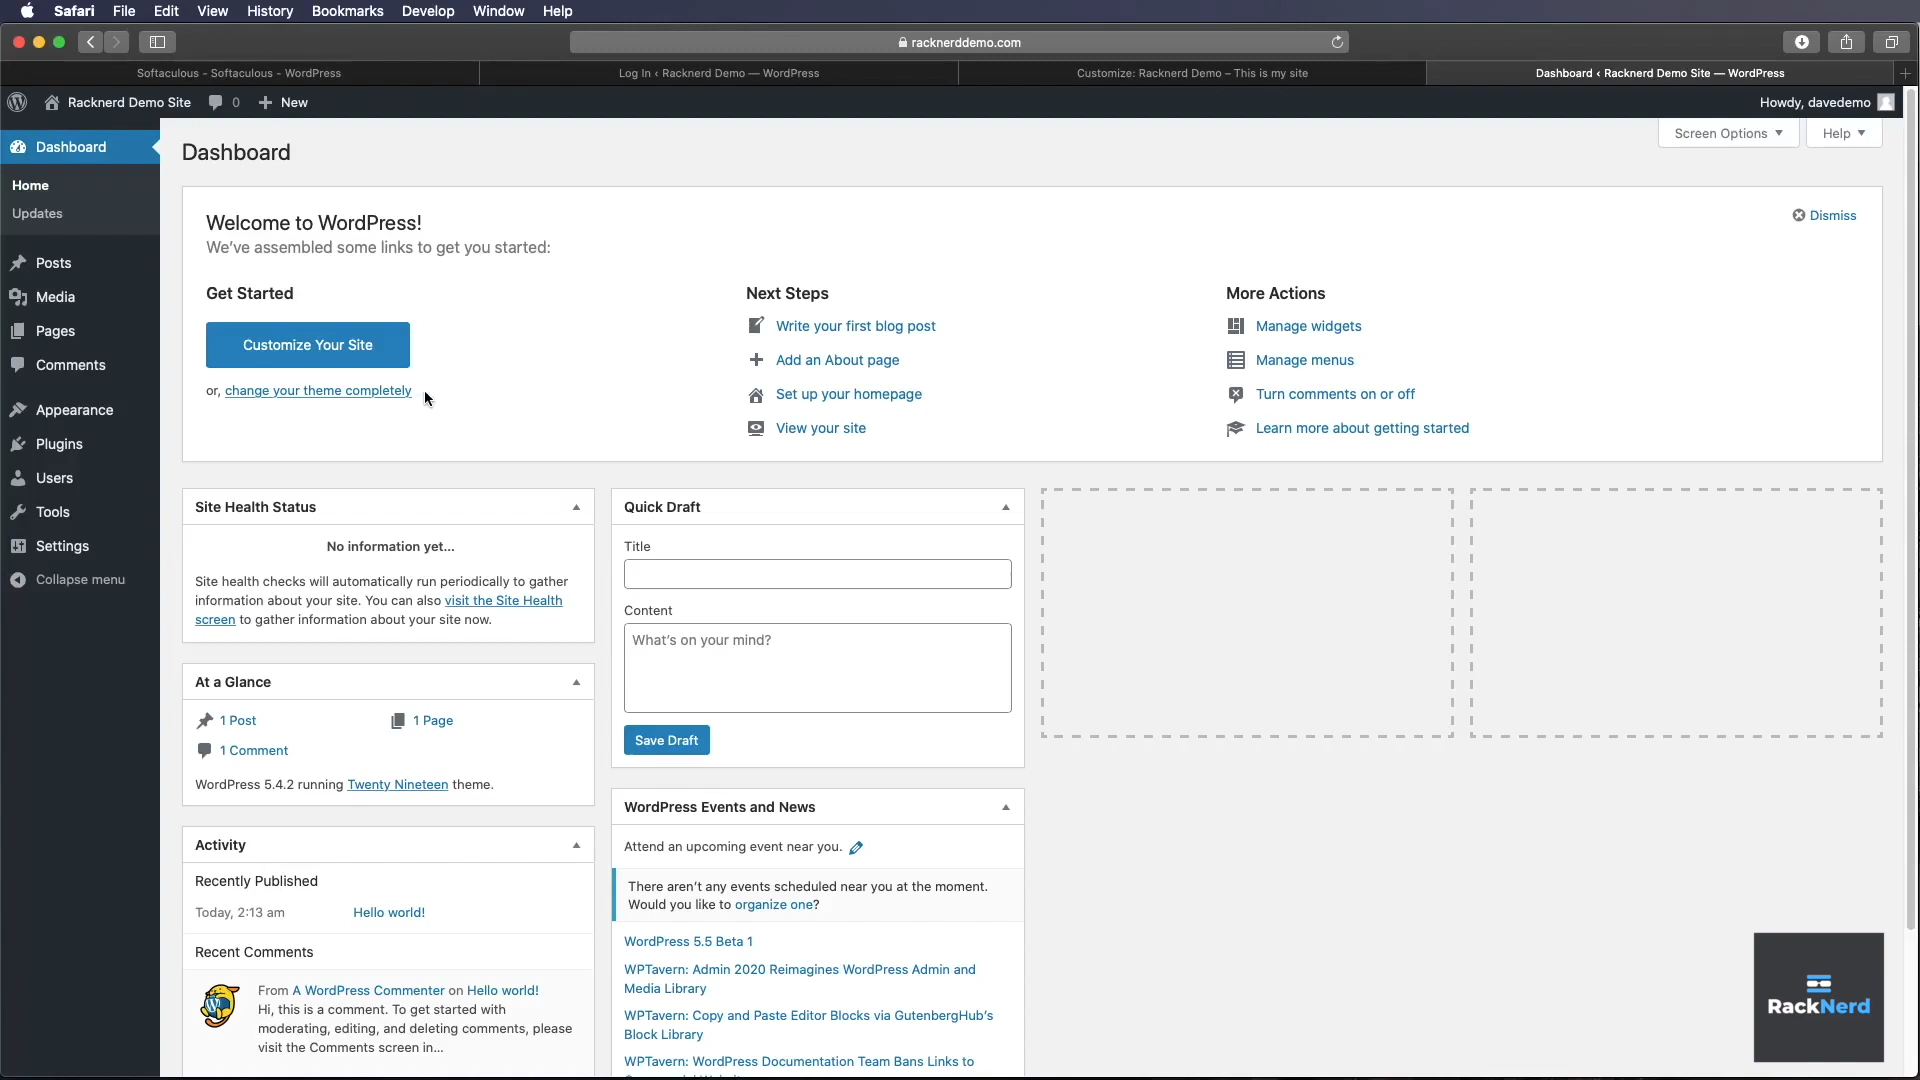 Safari File Edit View History Bookmarks Develop Window Help
racknerddemo.com
Softaculous - Softaculous - WordPress
Log In ‹ Racknerd Demo — WordPress
Customize: Racknerd Demo – This is my site
Dashboard ‹ Racknerd Demo Site — WordPress
Racknerd Demo Site 0 New
Howdy, davedemo
Dashboard
Home
Updates
Posts
Media
Pages
Comments
Appearance
Plugins
Users
Tools
Settings
Collapse menu
Screen Options
Help
Dashboard
Welcome to WordPress!
We've assembled some links to get you started:
Dismiss
Get Started
Customize Your Site
or, change your theme completely
Next Steps
Write your first blog post
Add an About page
Set up your homepage
View your site
More Actions
Manage widgets
Manage menus
Turn comments on or off
Learn more about getting started
Site Health Status
No information yet...
Site health checks will automatically run periodically to gather
information about your site. You can also visit the Site Health
screen to gather information about your site now.
At a Glance
1 Post
1 Page
1 Comment
WordPress 5.4.2 running Twenty Nineteen theme.
Activity
Recently Published
Today, 2:13 am Hello world!
Recent Comments
From A WordPress Commenter on Hello world!
Hi, this is a comment. To get started with
moderating, editing, and deleting comments, please
visit the Comments screen in...
Quick Draft
Title
Content
What's on your mind?
Save Draft
WordPress Events and News
Attend an upcoming event near you.
There aren't any events scheduled near you at the moment.
Would you like to organize one?
WordPress 5.5 Beta 1
WPTavern: Admin 2020 Reimagines WordPress Admin and
Media Library
WPTavern: Copy and Paste Editor Blocks via GutenbergHub's
Block Library
WPTavern: WordPress Documentation Team Bans Links to
RackNerd